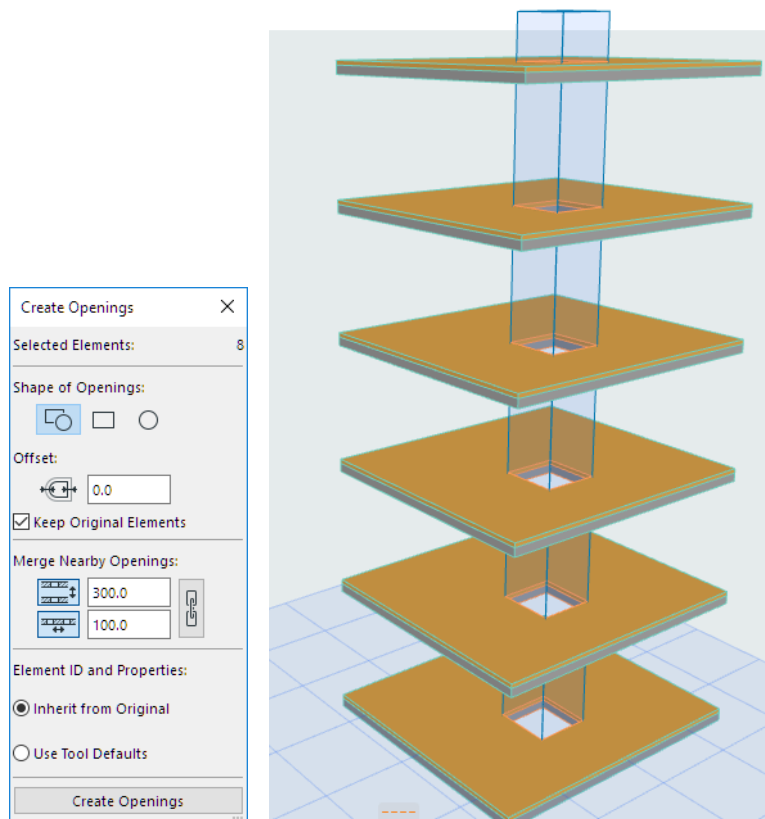 Create Openings
Selected Elements: 8
Shape of Openings:
Offset:
0.0
Keep Original Elements
Merge Nearby Openings:
300.0
100.0
Element ID and Properties:
Inherit from Original
Use Tool Defaults
Create Openings